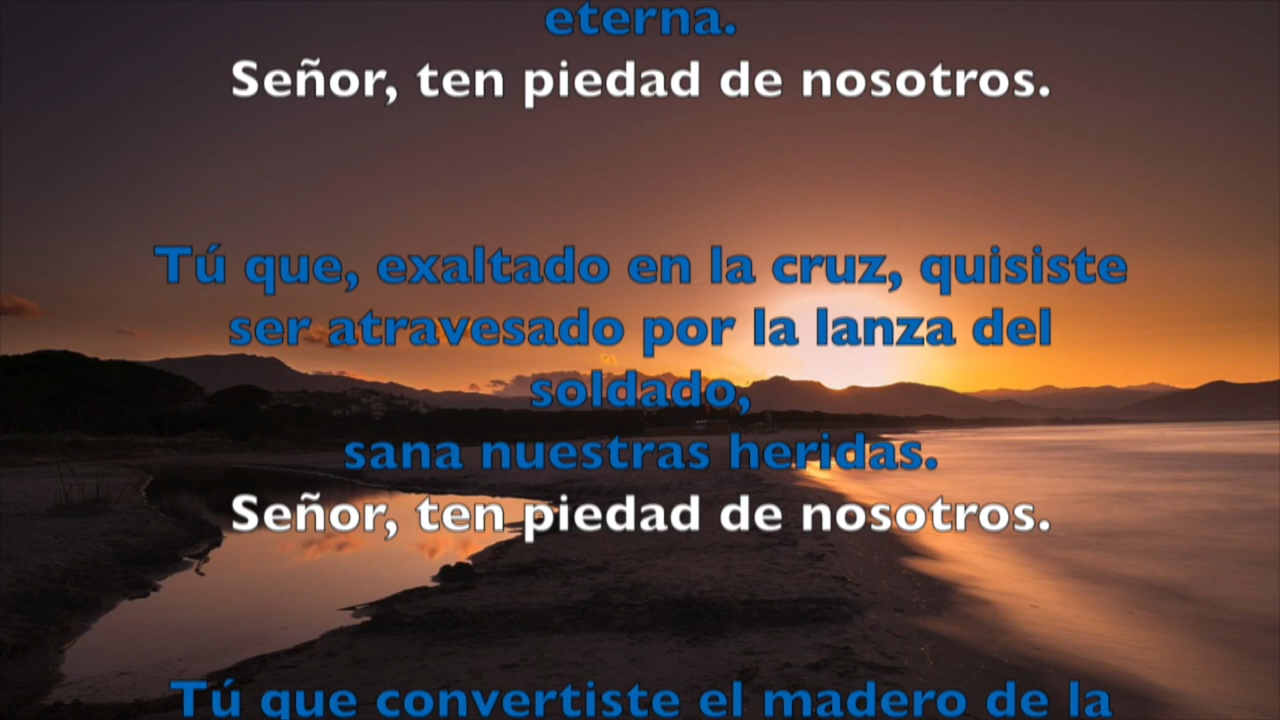 eterna.
Señor, ten piedad de nosotros.
Tú que, exaltado en la cruz, quisiste
ser atravesado por la lanza del
soldado,
sana nuestras heridas.
Señor, ten piedad de nosotros.
Tú que convertiste el madero de la